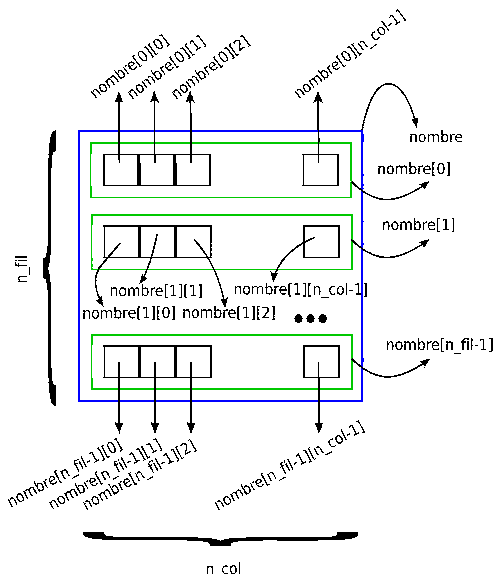 nombre[0][0]
nombre[0][1]
nombre[0][2]
nombre[0][n_col-1]
nombre
nombre[0]
nombre[1]
n_fil
nombre[1][1]
nombre[1][n_col-1]
nombre[1][0]
nombre[1][2]
nombre[n_fil-1]
nombre[n_fil-1][0]
nombre[n_fil-1][1]
nombre[n_fil-1][2]
nombre[n_fil-1][n_col-1]
n_col